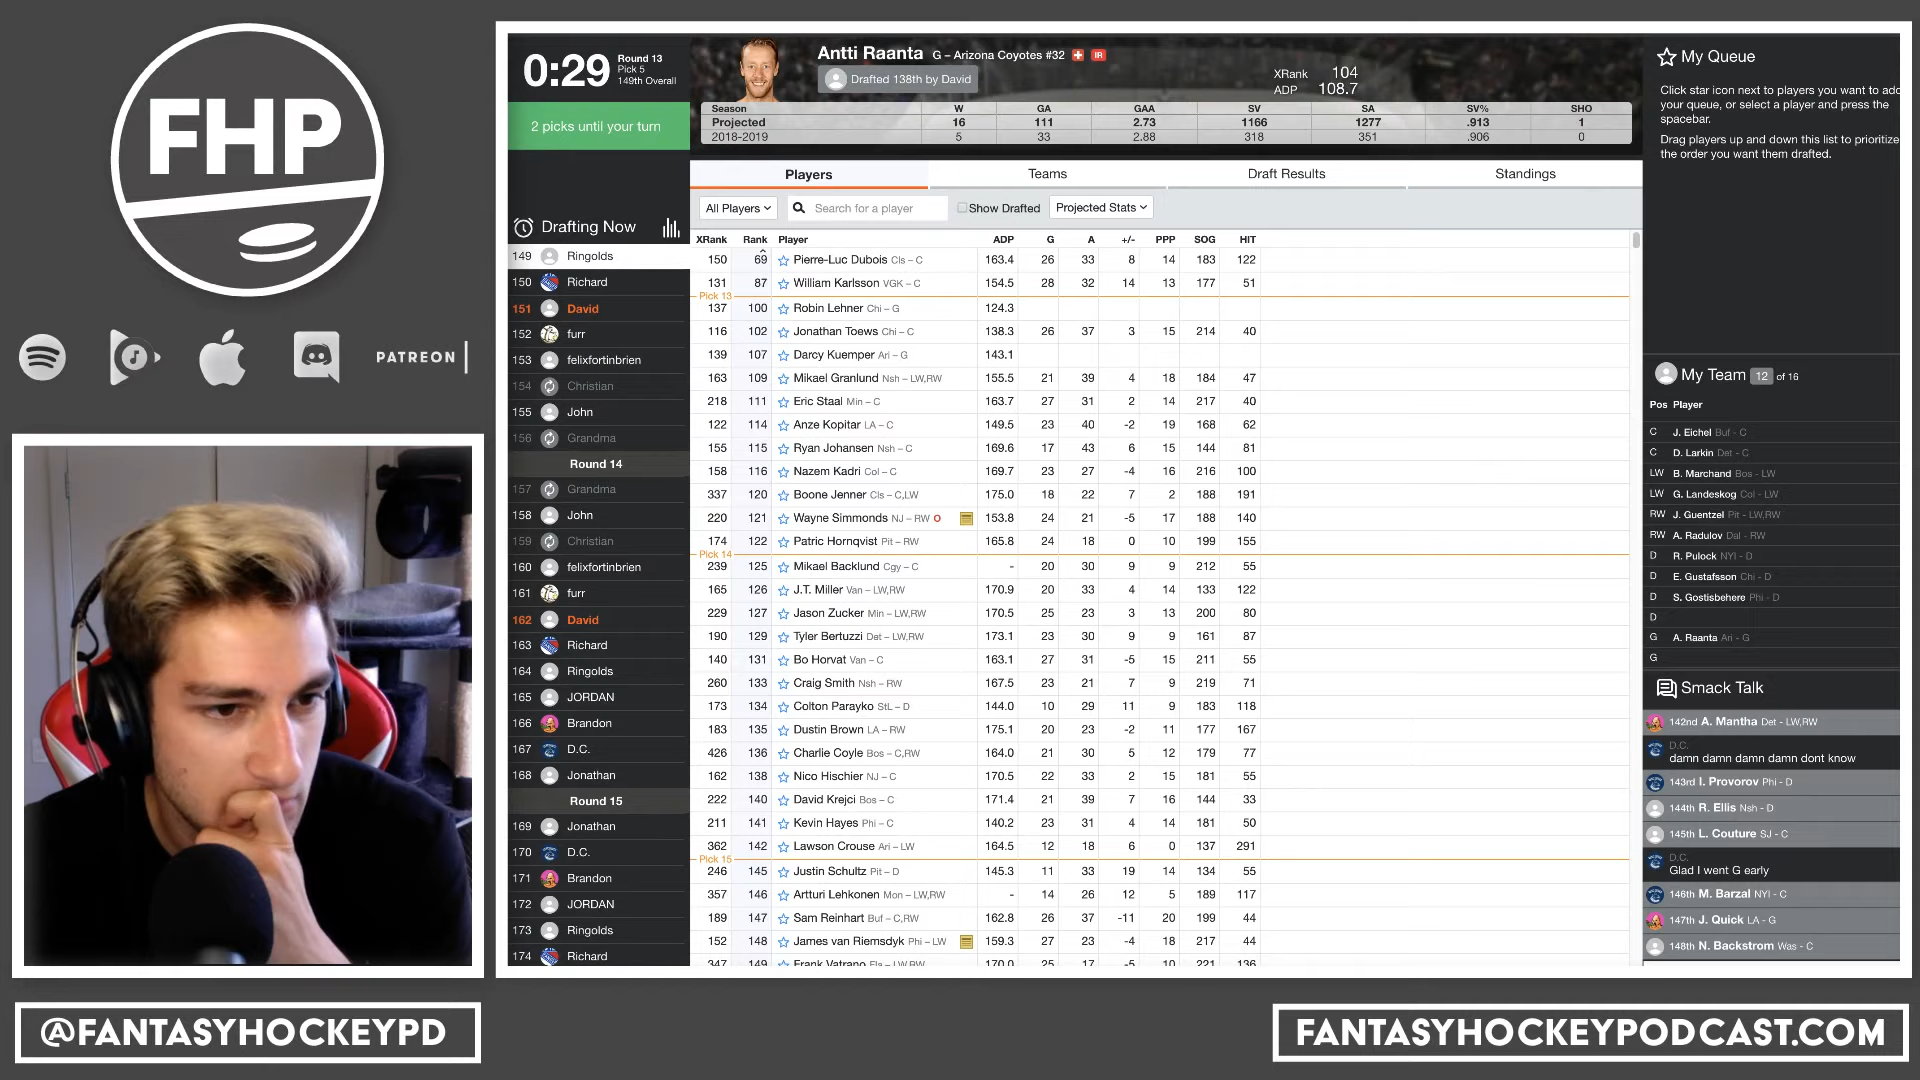 FHP
PATREON
@FANTASYHOCKEYPD
FANTASYHOCKEYPODCAST.COM
0:29
Round 13
Pick 5
149th Overall
2 picks until your turn
Drafting Now
149 Ringolds
150 Richard
151 David
152 furr
153 felixfortinbrien
154 Christian
155 John
156 Grandma
Round 14
157 Grandma
158 John
159 Christian
160 felixfortinbrien
161 furr
162 David
163 Richard
164 Ringolds
165 JORDAN
166 Brandon
167 D.C.
168 Jonathan
Round 15
169 Jonathan
170 D.C.
171 Brandon
172 JORDAN
173 Ringolds
174 Richard
Antti Raanta G – Arizona Coyotes #32 IR
Drafted 138th by David
XRank 104
ADP 108.7
Season W GA GAA SV SA SV% SHO
Projected 16 111 2.73 1166 1277 .913 1
2018-2019 5 33 2.88 318 351 .906 0
Players Teams Draft Results Standings
All Players Search for a player Show Drafted Projected Stats
XRank Rank Player ADP G A +/- PPP SOG HIT
150 69 Pierre-Luc Dubois Cls – C 163.4 26 33 8 14 183 122
131 87 William Karlsson VGK – C 154.5 28 32 14 13 177 51
Pick 13
137 100 Robin Lehner Chi – G 124.3
116 102 Jonathan Toews Chi – C 138.3 26 37 3 15 214 40
139 107 Darcy Kuemper Ari – G 143.1
163 109 Mikael Granlund Nsh – LW,RW 155.5 21 39 4 18 184 47
218 111 Eric Staal Min – C 163.7 27 31 2 14 217 40
122 114 Anze Kopitar LA – C 149.5 23 40 -2 19 168 62
155 115 Ryan Johansen Nsh – C 169.6 17 43 6 15 144 81
158 116 Nazem Kadri Col – C 169.7 23 27 -4 16 216 100
337 120 Boone Jenner Cls – C,LW 175.0 18 22 7 2 188 191
220 121 Wayne Simmonds NJ – RW O 153.8 24 21 -5 17 188 140
174 122 Patric Hornqvist Pit – RW 165.8 24 18 0 10 199 155
Pick 14
239 125 Mikael Backlund Cgy – C - 20 30 9 9 212 55
165 126 J.T. Miller Van – LW,RW 170.9 20 33 4 14 133 122
229 127 Jason Zucker Min – LW,RW 170.5 25 23 3 13 200 80
190 129 Tyler Bertuzzi Det – LW,RW 173.1 23 30 9 9 161 87
140 131 Bo Horvat Van – C 163.1 27 31 -5 15 211 55
260 133 Craig Smith Nsh – RW 167.5 23 21 7 9 219 71
173 134 Colton Parayko StL – D 144.0 10 29 11 9 183 118
183 135 Dustin Brown LA – RW 175.1 20 23 -2 11 177 167
426 136 Charlie Coyle Bos – C,RW 164.0 21 30 5 12 179 77
162 138 Nico Hischier NJ – C 170.5 22 33 2 15 181 55
222 140 David Krejci Bos – C 171.4 21 39 7 16 144 33
211 141 Kevin Hayes Phi – C 140.2 23 31 4 14 181 50
362 142 Lawson Crouse Ari – LW 164.5 12 18 6 0 137 291
Pick 15
246 145 Justin Schultz Pit – D 145.3 11 33 19 14 134 55
357 146 Artturi Lehkonen Mon – LW,RW - 14 26 12 5 189 117
189 147 Sam Reinhart Buf – C,RW 162.8 26 37 -11 20 199 44
152 148 James van Riemsdyk Phi – LW 159.3 27 23 -4 18 217 44
347 149 Frank Vatrano Fla – LW,RW 170.0 25 17 -5 10 221 136
My Queue
Click star icon next to players you want to add
your queue, or select a player and press the
spacebar.
Drag players up and down this list to prioritize
the order you want them drafted.
My Team 12 of 16
Pos Player
C J. Eichel Buf - C
C D. Larkin Det - C
LW B. Marchand Bos - LW
LW G. Landeskog Col - LW
RW J. Guentzel Pit - LW,RW
RW A. Radulov Dal - RW
D R. Pulock NYI - D
D E. Gustafsson Chi - D
D S. Gostisbehere Phi - D
D
G A. Raanta Ari - G
G
Smack Talk
142nd A. Mantha Det - LW,RW
D.C.
damn damn damn damn dont know
143rd I. Provorov Phi - D
144th R. Ellis Nsh - D
145th L. Couture SJ - C
D.C.
Glad I went G early
146th M. Barzal NYI - C
147th J. Quick LA - G
148th N. Backstrom Was - C